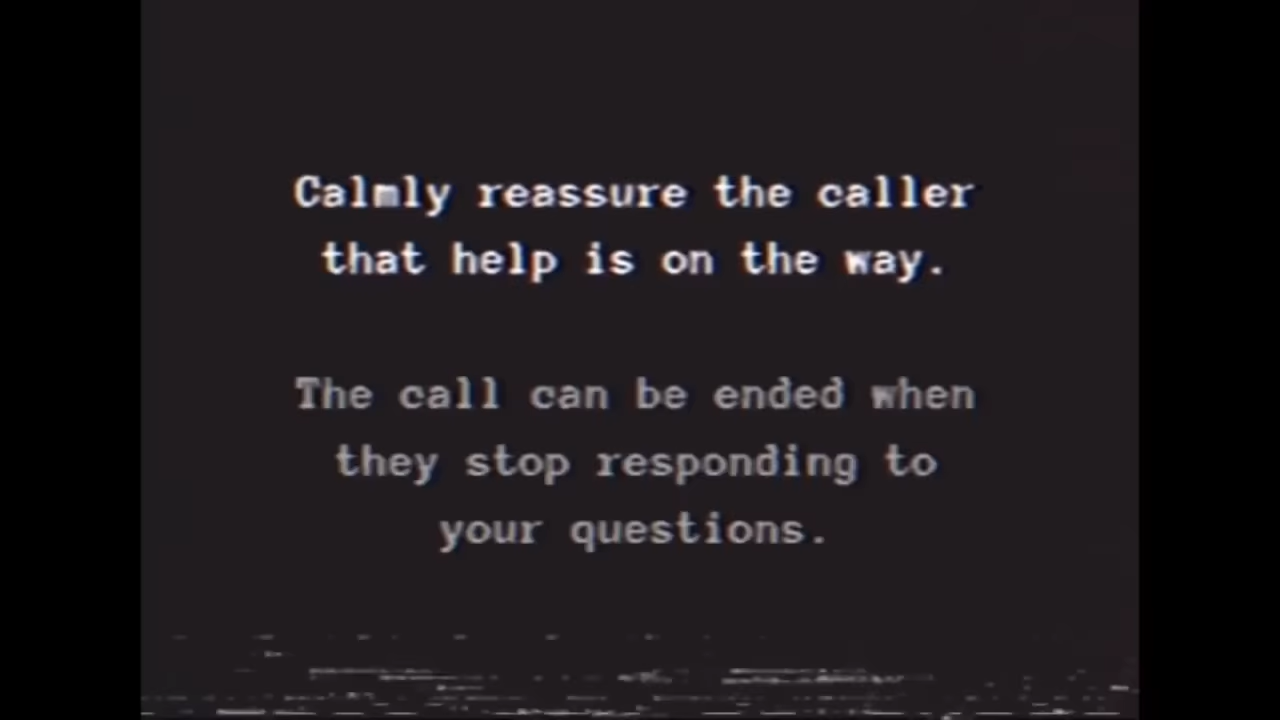 Calmly reassure the caller
that help is on the way.
The call can be ended when
they stop responding to
your questions.